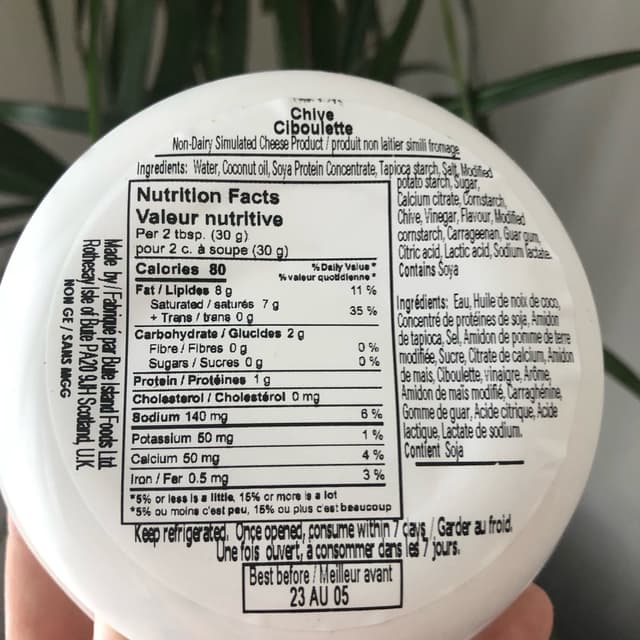 Chive
Ciboulette
Non-Dairy Simulated Cheese Product / produit non laitier simili fromage
Ingredients: Water, Coconut oil, Soya Protein Concentrate, Tapioca starch, Salt, Modified
potato starch, Sugar,
Calcium citrate, Cornstarch,
Chive, Vinegar, Flavour, Modified
cornstarch, Carrageenan, Guar gum,
Citric acid, Lactic acid, Sodium lactate.
Contains Soya
Ingrédients: Eau, Huile de noix de coco,
Concentré de protéines de soje, Amidon
de tapioca, Sel, Amidon de pomme de terre
modifiée, Sucre, Citrate de calcium, Amidon
de mais, Ciboulette, vinaigre, Arôme,
Amidon de mais modifié, Carraghénine,
Gomme de guar, Acide citrique, Acide
lactique, Lactate de sodium.
Contient Soja
Nutrition Facts
Valeur nutritive
Per 2 tbsp. (30 g)
pour 2 c. à soupe (30 g)
Calories 80 % Daily Value*
% valeur quotidienne*
Fat / Lipides 8 g 11 %
Saturated / saturés 7 g
+ Trans / trans 0 g 35 %
Carbohydrate / Glucides 2 g
Fibre / Fibres 0 g 0 %
Sugars / Sucres 0 g 0 %
Protein / Protéines 1 g
Cholesterol / Cholestérol 0 mg
Sodium 140 mg 6 %
Potassium 50 mg 1 %
Calcium 50 mg 4 %
Iron / Fer 0.5 mg 3 %
*5% or less is a little, 15% or more is a lot
*5% ou moins c'est peu, 15% ou plus c'est beaucoup
Made by / Fabriqué par Bute Island Foods Ltd
Rothesay Isle of Bute PA20 9JH Scotland, U.K.
NON GE / SANS MGG
Keep refrigerated. Once opened, consume within 7 days / Garder au froid.
Une fois ouvert, à consommer dans les 7 jours.
Best before / Meilleur avant
23 AU 05